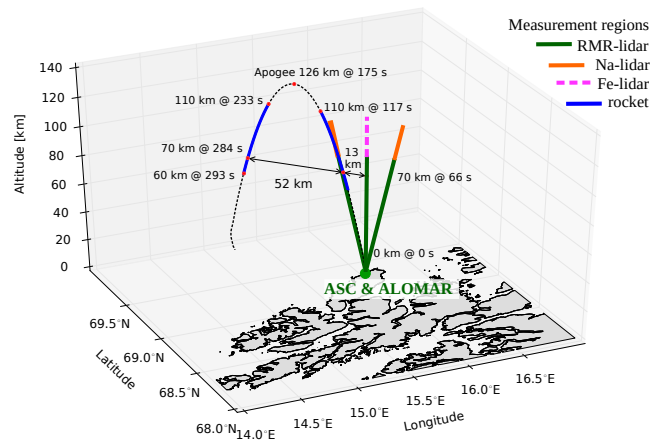 Measurement regions
RMR-lidar
Na-lidar
Fe-lidar
rocket
Apogee 126 km @ 175 s
110 km @ 233 s
110 km @ 117 s
70 km @ 284 s
60 km @ 293 s
13
km
52 km
70 km @ 66 s
0 km @ 0 s
ASC & ALOMAR
Altitude [km]
140
120
100
80
60
40
20
0
69.5°N
69.0°N
68.5°N
68.0°N
Latitude
14.0°E
14.5°E
15.0°E
15.5°E
16.0°E
16.5°E
Longitude